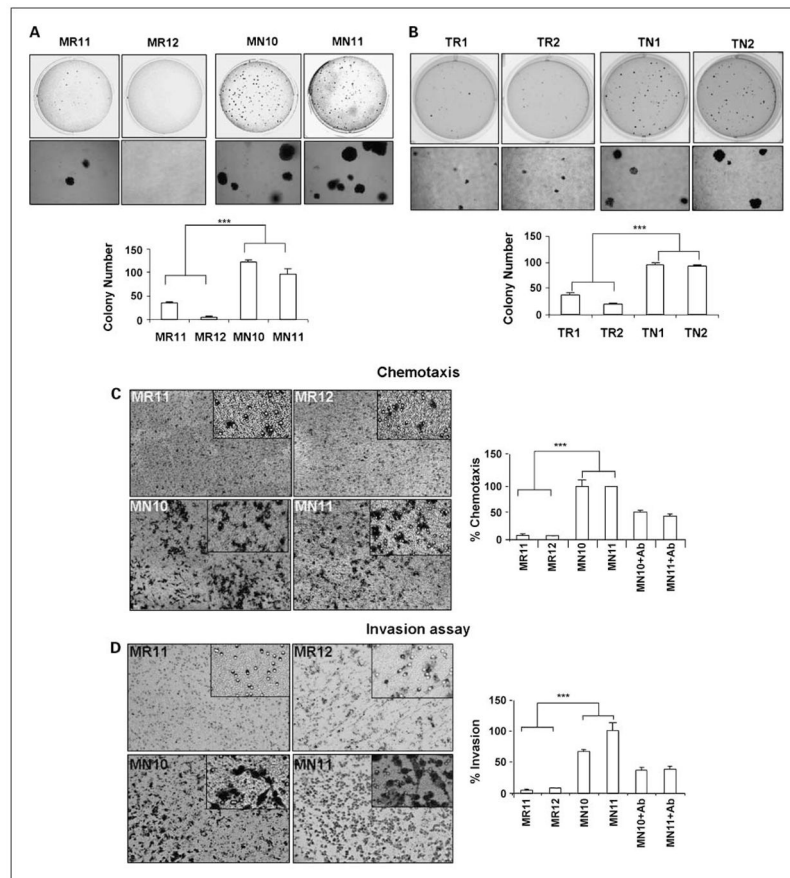 A
MR11 MR12 MN10 MN11
***
Colony Number
150
100
50
0
MR11 MR12 MN10 MN11
B
TR1 TR2 TN1 TN2
***
Colony Number
150
100
50
0
TR1 TR2 TN1 TN2
Chemotaxis
C
MR11 MR12
MN10 MN11
***
% Chemotaxis
150
100
50
0
MR11 MR12 MN10 MN11 MN10+Ab MN11+Ab
Invasion assay
D
MR11 MR12
MN10 MN11
***
% Invasion
150
100
50
0
MR11 MR12 MN10 MN11 MN10+Ab MN11+Ab